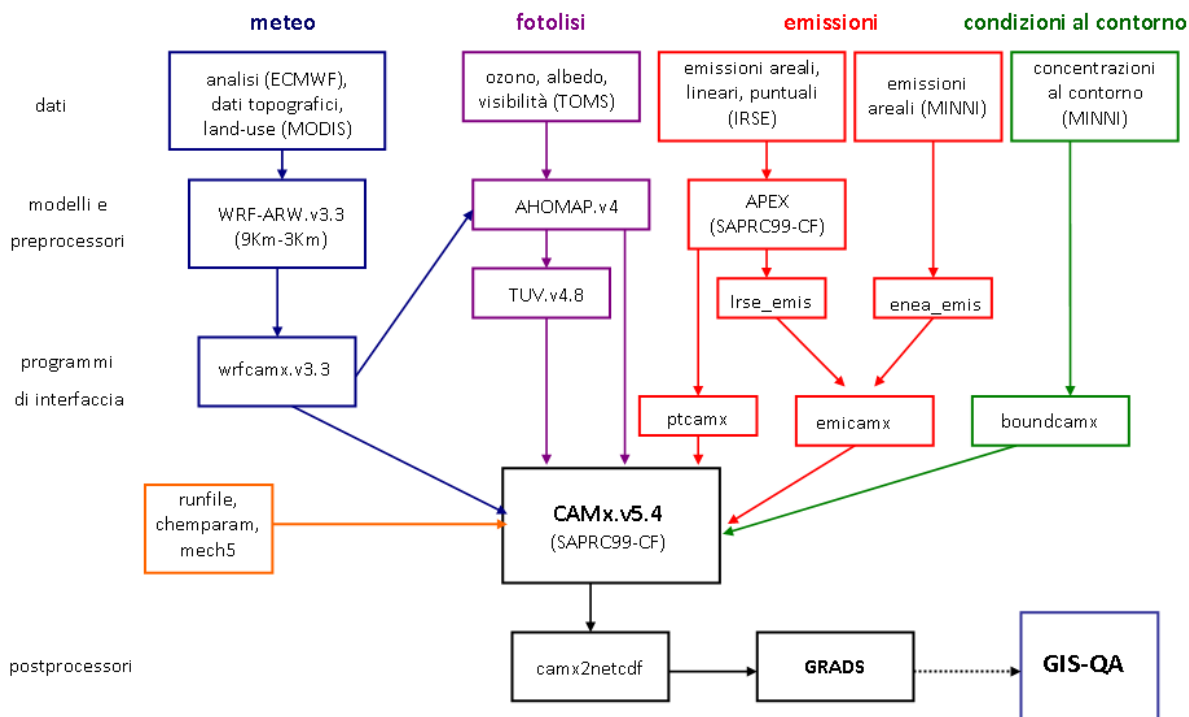 meteo
fotolisi
emissioni
condizioni al contorno
dati
analisi (ECMWF),
dati topografici,
land-use (MODIS)
ozono, albedo,
visibilità (TOMS)
emissioni areali,
lineari, puntuali
(IRSE)
emissioni
areali (MINNI)
concentrazioni
al contorno
(MINNI)
modelli e
preprocessori
WRF-ARW.v3.3
(9Km-3Km)
AHOMAP.v4
APEX
(SAPRC99-CF)
TUV.v4.8
Irse_emis
enea_emis
programmi
di interfaccia
wrfcamx.v3.3
ptcamx
emicamx
boundcamx
runfile,
chemparam,
mech5
CAMx.v5.4
(SAPRC99-CF)
postprocessori
camx2netcdf
GRADS
GIS-QA